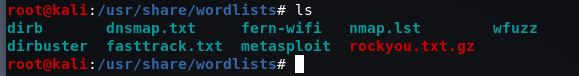 root@kali:/usr/share/wordlists# ls
dirb dnsmap.txt fern-wifi nmap.lst wfuzz
dirbuster fasttrack.txt metasploit rockyou.txt.gz
root@kali:/usr/share/wordlists#